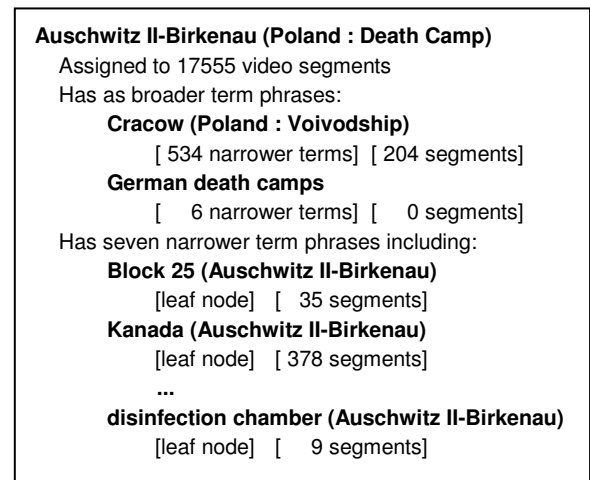 Auschwitz II-Birkenau (Poland : Death Camp)
Assigned to 17555 video segments
Has as broader term phrases:
Cracow (Poland : Voivodship)
[ 534 narrower terms] [ 204 segments]
German death camps
[ 6 narrower terms] [ 0 segments]
Has seven narrower term phrases including:
Block 25 (Auschwitz II-Birkenau)
[leaf node] [ 35 segments]
Kanada (Auschwitz II-Birkenau)
[leaf node] [ 378 segments]
...
disinfection chamber (Auschwitz II-Birkenau)
[leaf node] [ 9 segments]